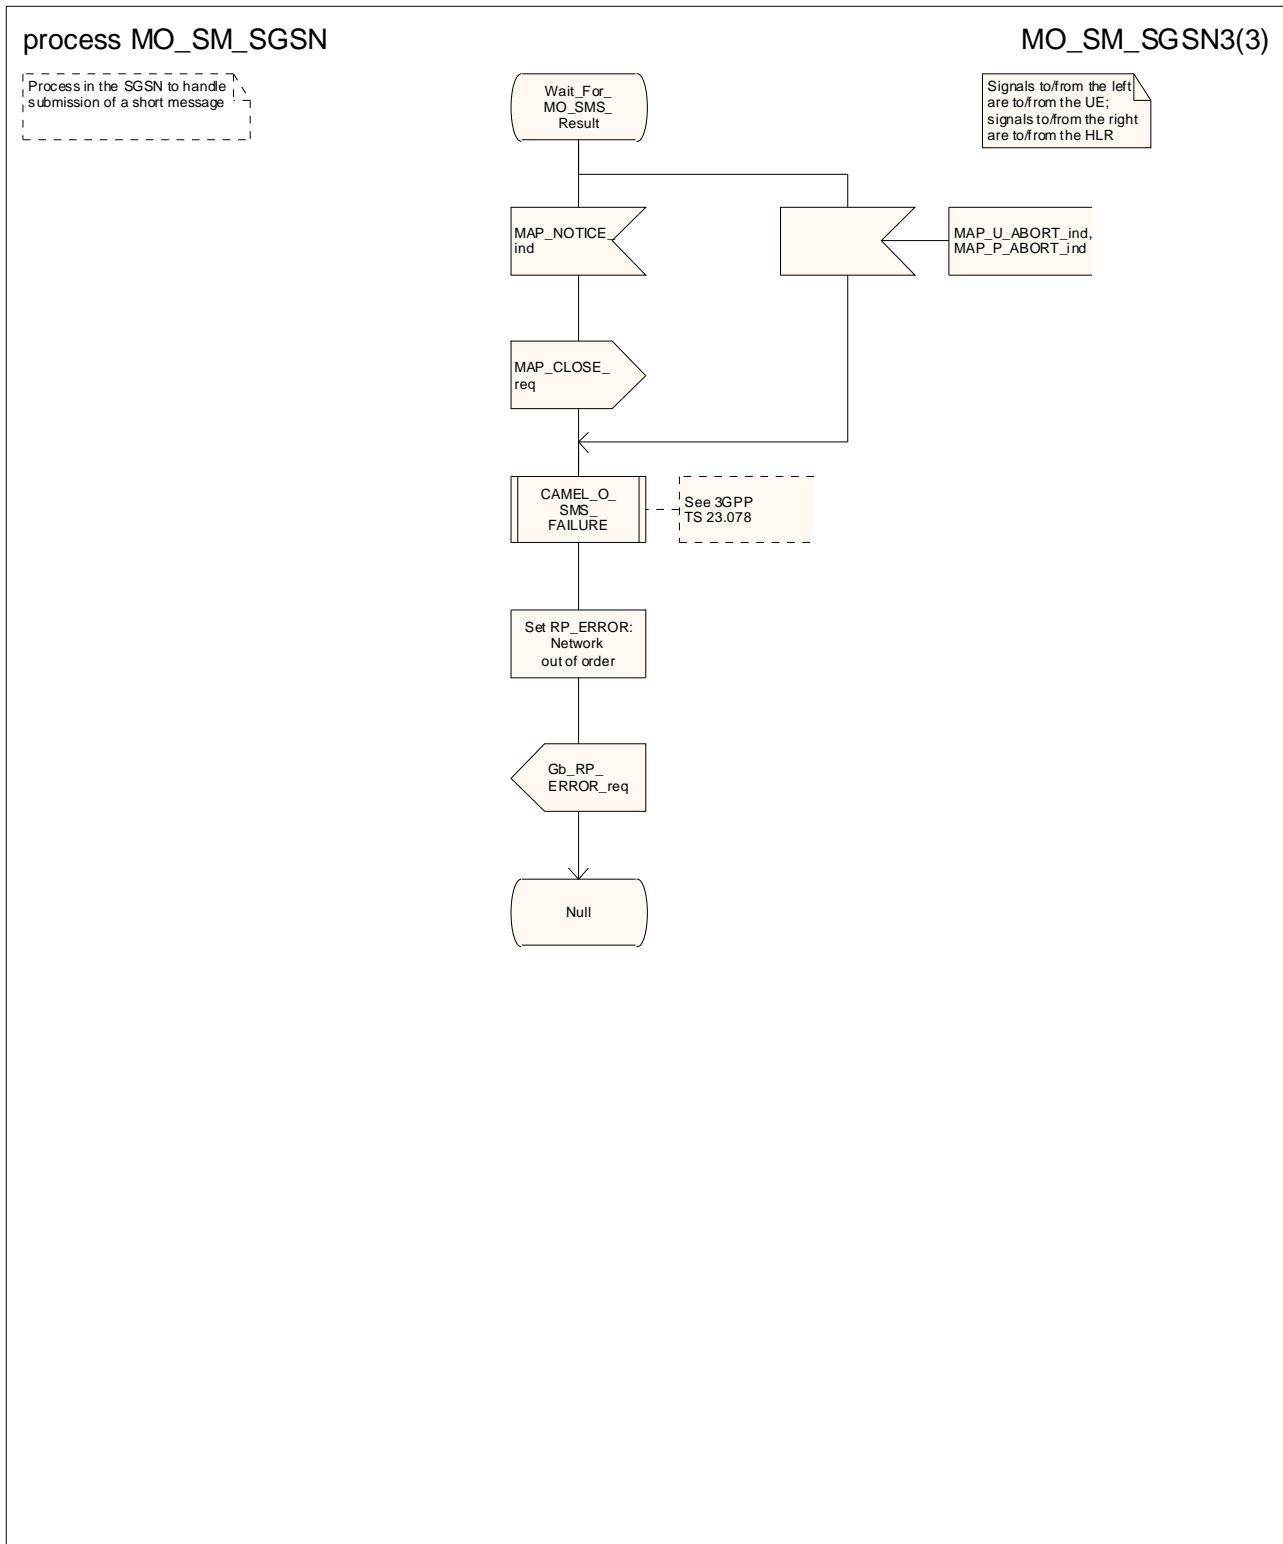 process MO_SM_SGSN
MO_SM_SGSN3(3)
Process in the SGSN to handle
submission of a short message
Signals to/from the left
are to/from the UE;
signals to/from the right
are to/from the HLR
Wait_For_
MO_SMS_
Result
MAP_NOTICE_
ind
MAP_U_ABORT_ind,
MAP_P_ABORT_ind
MAP_CLOSE_
req
CAMEL_O_
SMS_
FAILURE
See 3GPP
TS 23.078
Set RP_ERROR:
Network
out of order
Gb_RP_
ERROR_req
Null